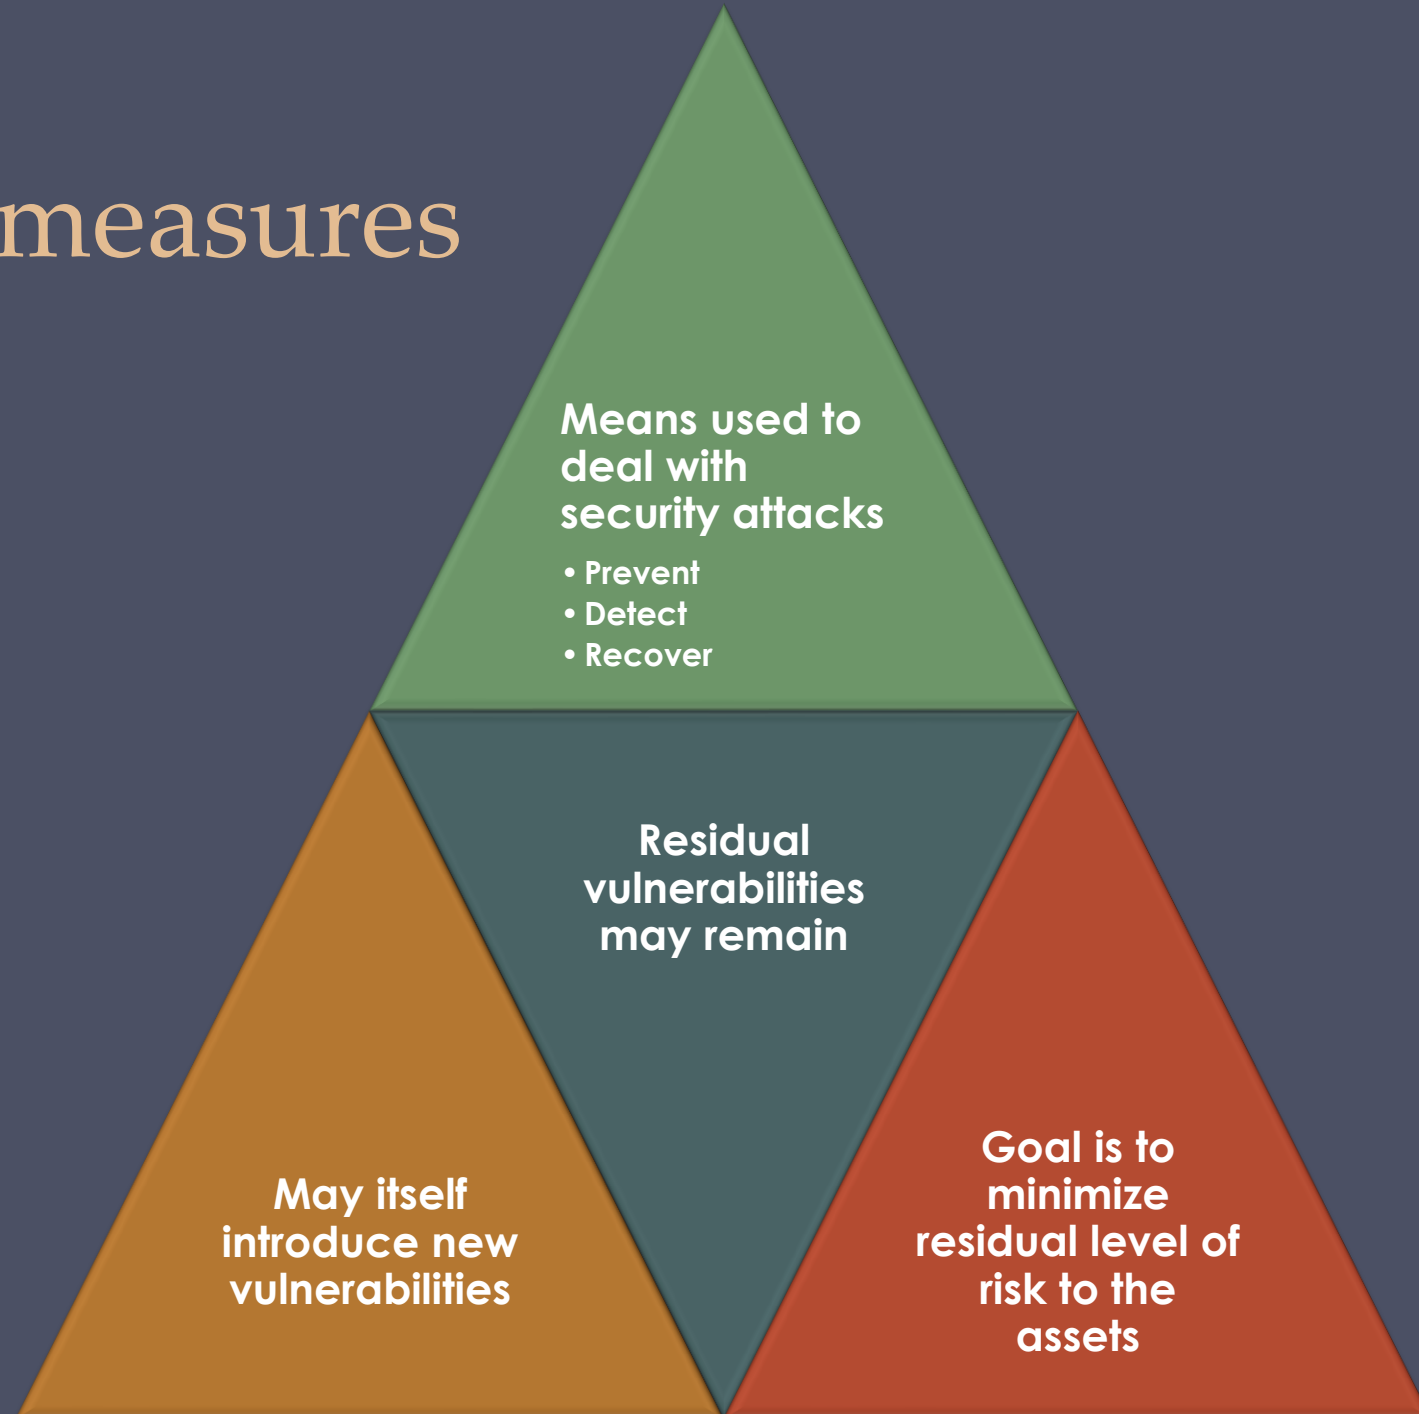 measures
Means used to
deal with
security attacks
• Prevent
• Detect
• Recover
Residual
vulnerabilities
may remain
May itself
introduce new
vulnerabilities
Goal is to
minimize
residual level of
risk to the
assets